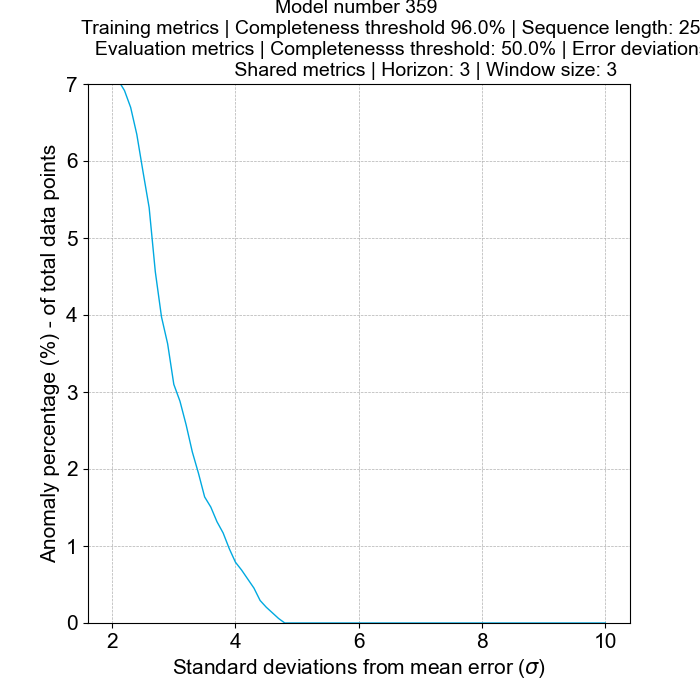 Model number 359
Training metrics | Completeness threshold 96.0% | Sequence length: 25
Evaluation metrics | Completenesss threshold: 50.0% | Error deviation
Shared metrics | Horizon: 3 | Window size: 3
7
6
5
4
3
2
1
0
Anomaly percentage (%) - of total data points
2 4 6 8 10
Standard deviations from mean error (σ)